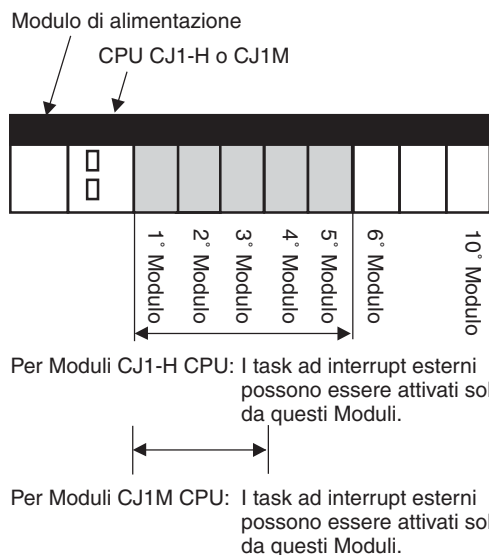 Modulo di alimentazione
CPU CJ1-H o CJ1M
1° Modulo
2° Modulo
3° Modulo
4° Modulo
5° Modulo
6° Modulo
10° Modulo
Per Moduli CJ1-H CPU: I task ad interrupt esterni
possono essere attivati sol
da questi Moduli.
Per Moduli CJ1M CPU: I task ad interrupt esterni
possono essere attivati sol
da questi Moduli.